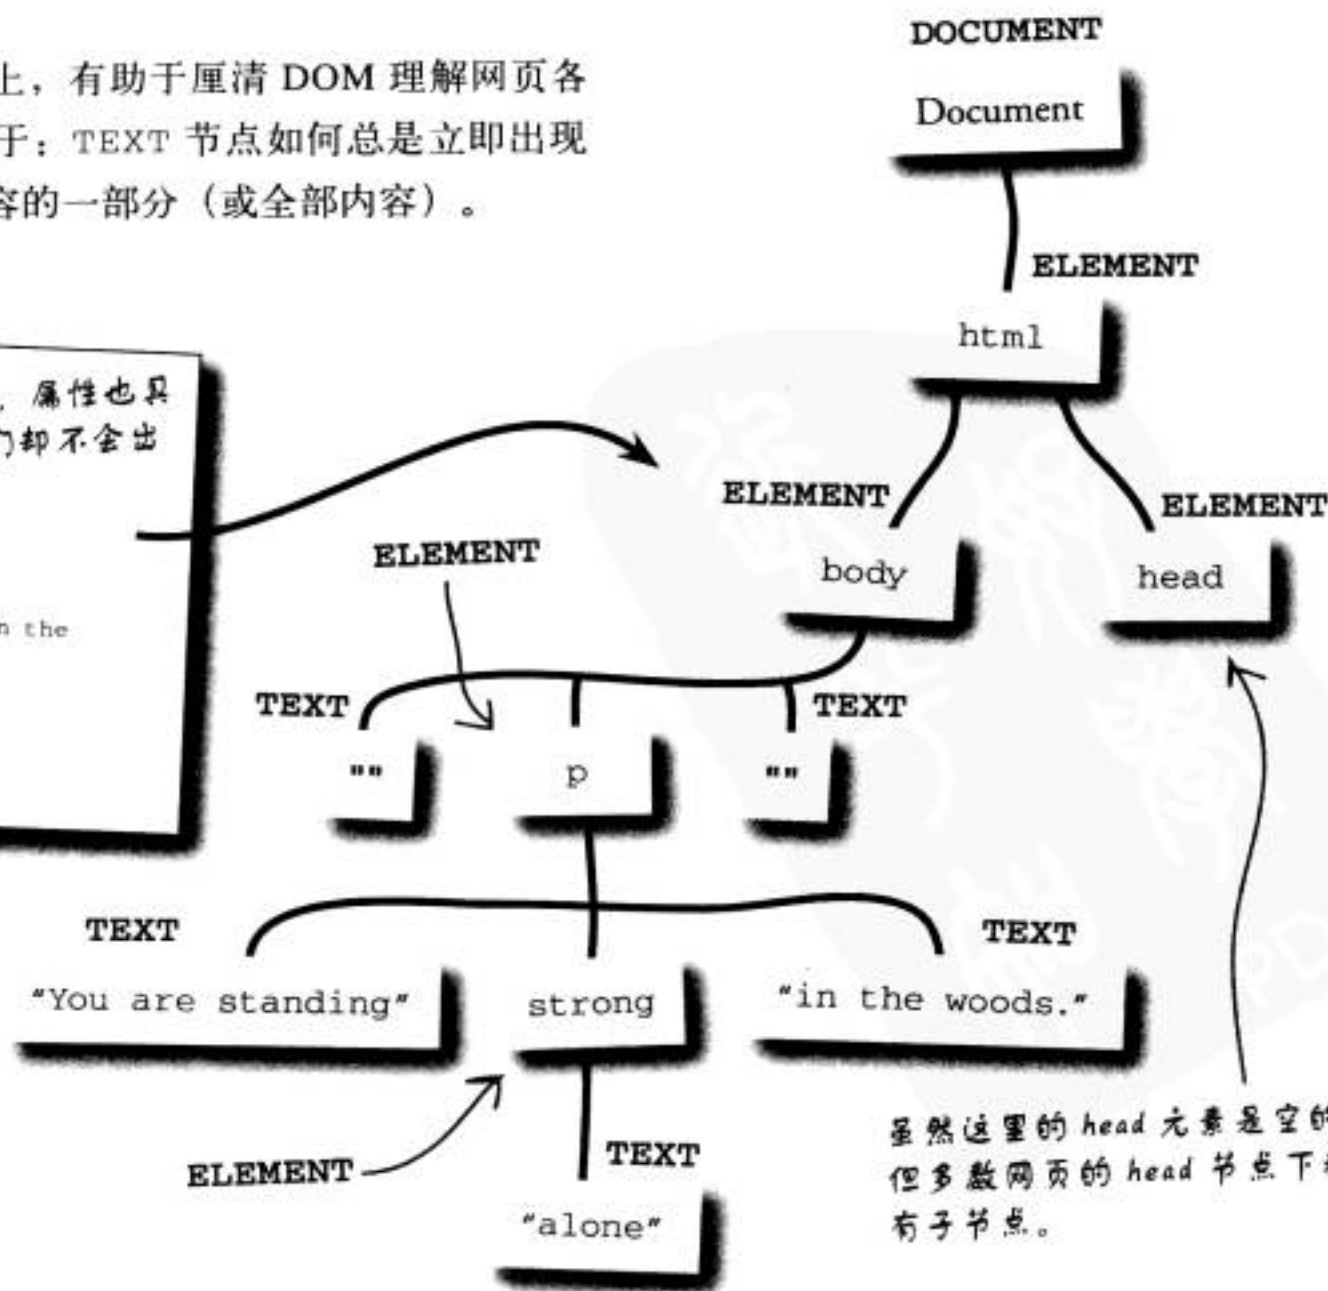 DOCUMENT
Document
上，有助于厘清 DOM 理解网页各
于：TEXT 节点如何总是立即出现
容的一部分（或全部内容）。
ELEMENT
html
，属性也具
们却不会出
n the
ELEMENT
ELEMENT
ELEMENT
body
head
TEXT
TEXT
""
p
""
TEXT
TEXT
"You are standing"
strong
"in the woods."
ELEMENT
TEXT
"alone"
虽然这里的 head 元素是空的
但多数网页的 head 节点下
有子节点。